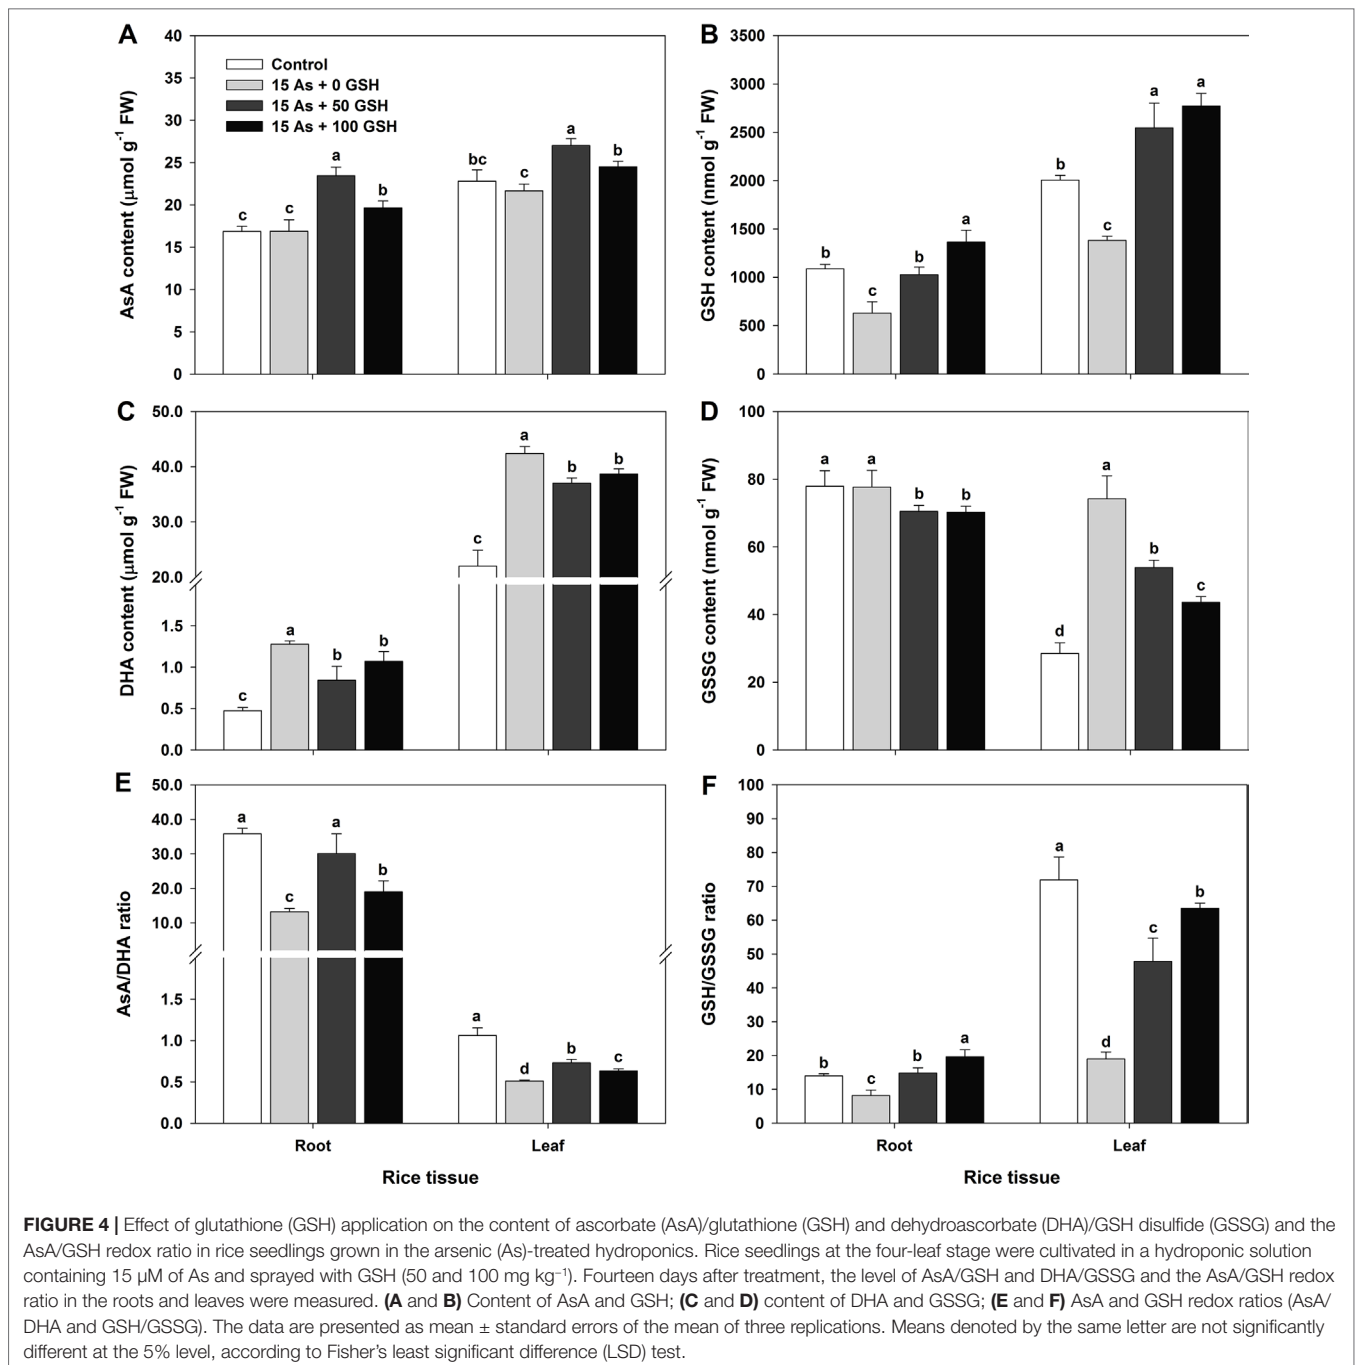 A
40
35
30
25
20
15
10
5
0
AsA content (μmol g⁻¹ FW)
Control
15 As + 0 GSH
15 As + 50 GSH
15 As + 100 GSH
c c a b bc c a b
B
3500
3000
2500
2000
1500
1000
500
0
GSH content (nmol g⁻¹ FW)
b c b a b c a a
C
50.0
40.0
30.0
20.0
1.5
1.0
0.5
0.0
DHA content (μmol g⁻¹ FW)
c a b b c a b b
D
100
80
60
40
20
0
GSSG content (nmol g⁻¹ FW)
a a b b d a b c
E
50.0
40.0
30.0
20.0
10.0
1.5
1.0
0.5
0.0
AsA/DHA ratio
a c a b a d b c
Root Leaf
Rice tissue
F
100
90
80
70
60
50
40
30
20
10
0
GSH/GSSG ratio
b c b a a d c b
Root Leaf
Rice tissue
FIGURE 4 | Effect of glutathione (GSH) application on the content of ascorbate (AsA)/glutathione (GSH) and dehydroascorbate (DHA)/GSH disulfide (GSSG) and the
AsA/GSH redox ratio in rice seedlings grown in the arsenic (As)-treated hydroponics. Rice seedlings at the four-leaf stage were cultivated in a hydroponic solution
containing 15 μM of As and sprayed with GSH (50 and 100 mg kg⁻¹). Fourteen days after treatment, the level of AsA/GSH and DHA/GSSG and the AsA/GSH redox
ratio in the roots and leaves were measured. (A and B) Content of AsA and GSH; (C and D) content of DHA and GSSG; (E and F) AsA and GSH redox ratios (AsA/
DHA and GSH/GSSG). The data are presented as mean ± standard errors of the mean of three replications. Means denoted by the same letter are not significantly
different at the 5% level, according to Fisher's least significant difference (LSD) test.